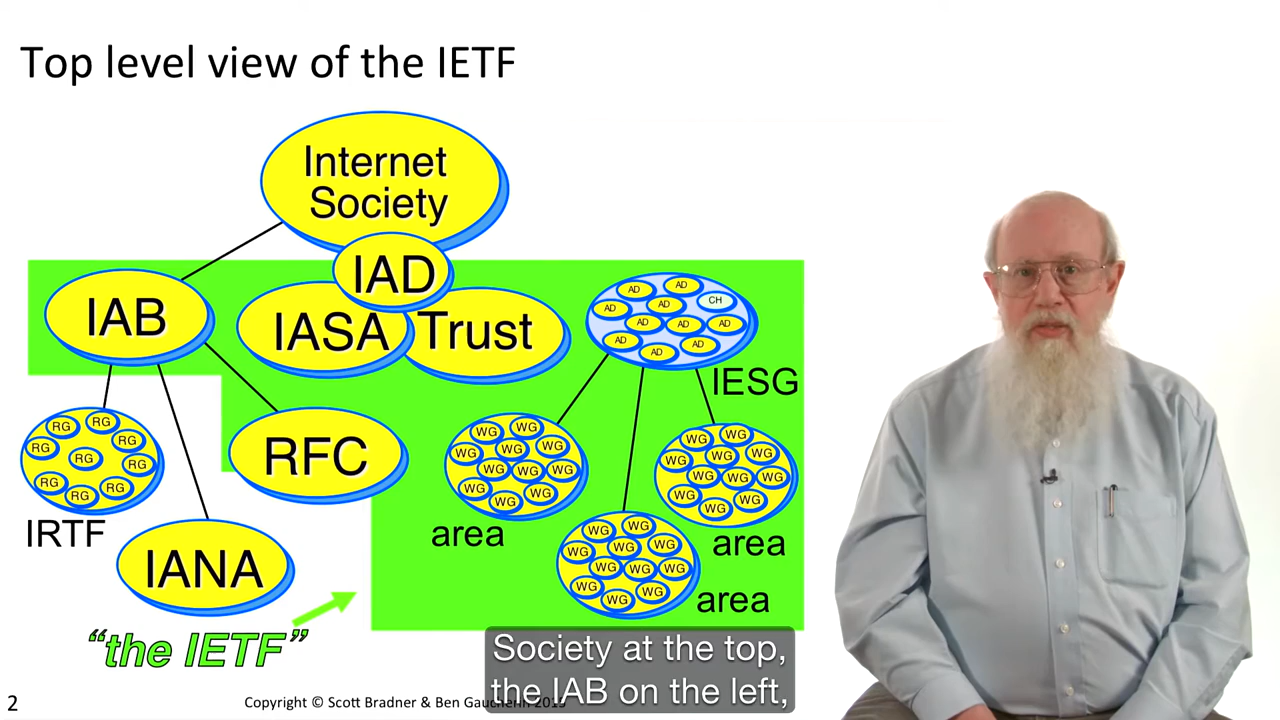 Top level view of the IETF
Internet
Society
IAD
IAB
IASA
Trust
AD
AD
CH
AD
AD
AD
AD
AD
AD
AD
AD
IESG
RG
RG
RG
RG
RG
RG
RG
RG
RG
IRTF
RFC
IANA
WG
WG
WG
WG
WG
WG
WG
WG
WG
WG
WG
area
WG
WG
WG
WG
WG
WG
WG
WG
WG
WG
WG
area
WG
WG
WG
WG
WG
WG
WG
WG
WG
WG
WG
area
“the IETF”
Society at the top,
the IAB on the left,
2
Copyright © Scott Bradner & Ben